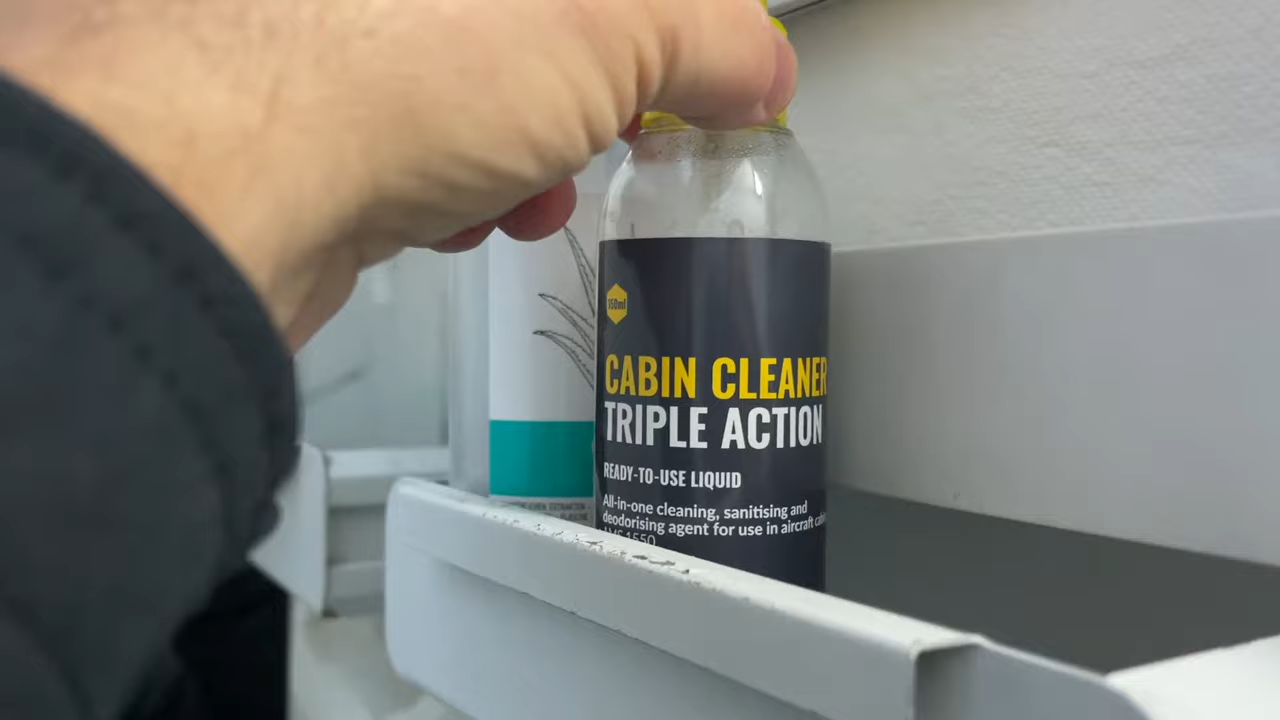 350ml
CABIN CLEANER
TRIPLE ACTION
READY-TO-USE LIQUID
All-in-one cleaning, sanitising and
deodorising agent for use in aircraft
AMS1550